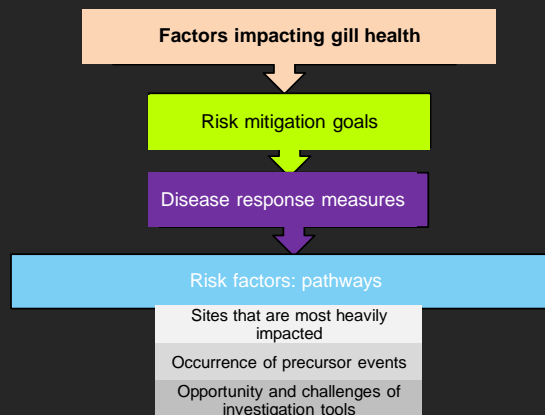 Factors impacting gill health
Risk mitigation goals
Disease response measures
Risk factors: pathways
Sites that are most heavily
impacted
Occurrence of precursor events
Opportunity and challenges of
investigation tools